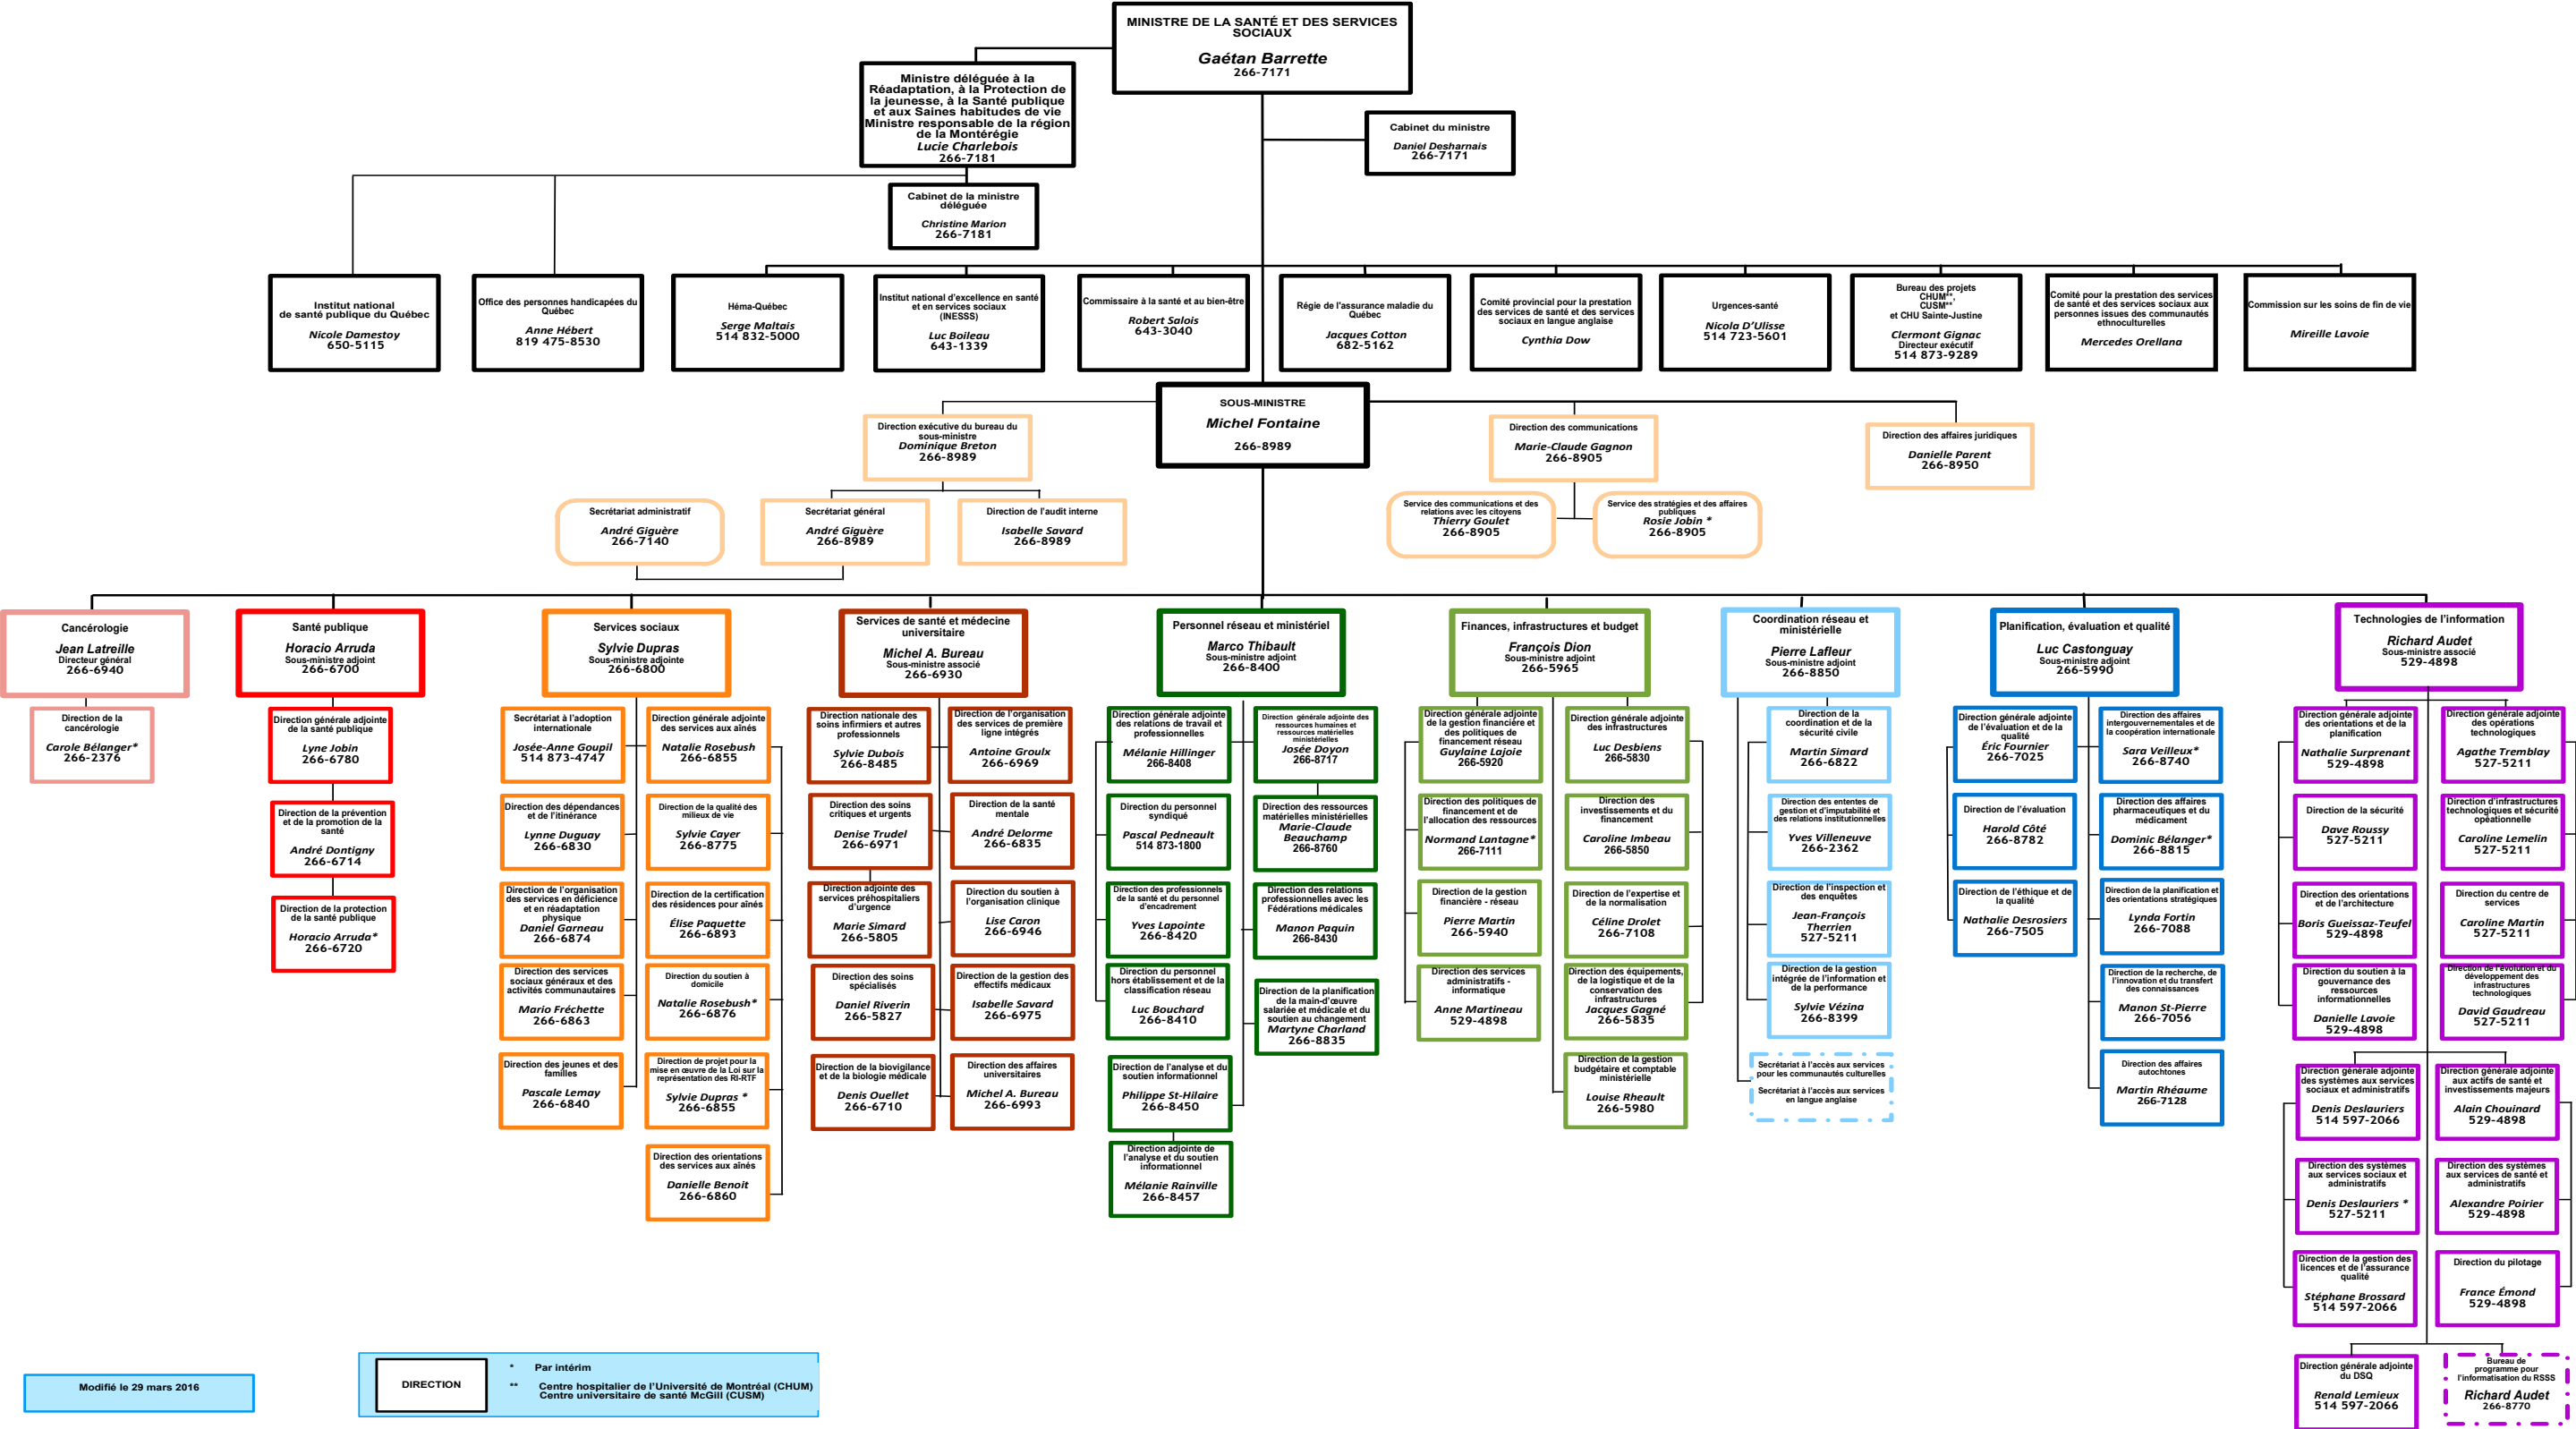 MINISTRE DE LA SANTÉ ET DES SERVICES
SOCIAUX
Gaétan Barrette
266-7171
Ministre déléguée à la
Réadaptation, à la Protection de
la jeunesse, à la Santé publique
et aux Saines habitudes de vie
Ministre responsable de la région
de la Montérégie
Lucie Charlebois
266-7181
Cabinet du ministre
Daniel Desharnais
266-7171
Cabinet de la ministre
déléguée
Christine Marion
266-7181
Institut national
de santé publique du Québec
Nicole Damestoy
650-5115
Office des personnes handicapées du
Québec
Anne Hébert
819 475-8530
Héma-Québec
Serge Maltais
514 832-5000
Institut national d'excellence en santé
et en services sociaux
(INESSS)
Luc Boileau
643-1339
Commissaire à la santé et au bien-être
Robert Salois
643-3040
Régie de l'assurance maladie du
Québec
Jacques Cotton
682-5162
Comité provincial pour la prestation
des services de santé et des services
sociaux en langue anglaise
Cynthia Dow
Urgences-santé
Nicola D'Ulisse
514 723-5601
Bureau des projets
CHUM**,
CUSM**
et CHU Sainte-Justine
Clermont Gignac
Directeur exécutif
514 873-9289
Comité pour la prestation des services
de santé et des services sociaux aux
personnes issues des communautés
ethnoculturelles
Mercedes Orellana
Commission sur les soins de fin de vie
Mireille Lavoie
SOUS-MINISTRE
Michel Fontaine
266-8989
Direction exécutive du bureau du
sous-ministre
Dominique Breton
266-8989
Direction des communications
Marie-Claude Gagnon
266-8905
Direction des affaires juridiques
Danielle Parent
266-8950
Secrétariat administratif
André Giguère
266-7140
Secrétariat général
André Giguère
266-8989
Direction de l'audit interne
Isabelle Savard
266-8989
Service des communications et des
relations avec les citoyens
Thierry Goulet
266-8905
Service des stratégies et des affaires
publiques
Rosie Jobin *
266-8905
Cancérologie
Jean Latreille
Directeur général
266-6940
Direction de la
cancérologie
Carole Bélanger*
266-2376
Santé publique
Horacio Arruda
Sous-ministre adjoint
266-6700
Direction générale adjointe
de la santé publique
Lyne Jobin
266-6780
Direction de la prévention
et de la promotion de la
santé
André Dontigny
266-6714
Direction de la protection
de la santé publique
Horacio Arruda*
266-6720
Services sociaux
Sylvie Dupras
Sous-ministre adjointe
266-6800
Secrétariat à l'adoption
internationale
Josée-Anne Goupil
514 873-4747
Direction des dépendances
et de l'itinérance
Lynne Duguay
266-6830
Direction de l'organisation
des services en déficience
et en réadaptation
physique
Daniel Garneau
266-6874
Direction des services
sociaux généraux et des
activités communautaires
Mario Fréchette
266-6863
Direction des jeunes et des
familles
Pascale Lemay
266-6840
Direction générale adjointe
des services aux aînés
Natalie Rosebush
266-6855
Direction de la qualité des
milieux de vie
Sylvie Cayer
266-8775
Direction de la certification
des résidences pour aînés
Élise Paquette
266-6893
Direction du soutien à
domicile
Natalie Rosebush*
266-6876
Direction de projet pour la
mise en œuvre de la Loi sur la
représentation des RI-RTF
Sylvie Dupras *
266-6855
Direction des orientations
des services aux aînés
Danielle Benoit
266-6860
Services de santé et médecine
universitaire
Michel A. Bureau
Sous-ministre associé
266-6930
Direction nationale des
soins infirmiers et autres
professionnels
Sylvie Dubois
266-8485
Direction des soins
critiques et urgents
Denise Trudel
266-6971
Direction adjointe des
services préhospitaliers
d'urgence
Marie Simard
266-5805
Direction des soins
spécialisés
Daniel Riverin
266-5827
Direction de la biovigilance
et de la biologie médicale
Denis Ouellet
266-6710
Direction de l'organisation
des services de première
ligne intégrés
Antoine Groulx
266-6969
Direction de la santé
mentale
André Delorme
266-6835
Direction du soutien à
l'organisation clinique
Lise Caron
266-6946
Direction de la gestion des
effectifs médicaux
Isabelle Savard
266-6975
Direction des affaires
universitaires
Michel A. Bureau
266-6993
Personnel réseau et ministériel
Marco Thibault
Sous-ministre adjoint
266-8400
Direction générale adjointe
des relations de travail et
professionnelles
Mélanie Hillinger
266-8408
Direction du personnel
syndiqué
Pascal Pedneault
514 873-1800
Direction des professionnels
de la santé et du personnel
d'encadrement
Yves Lapointe
266-8420
Direction du personnel
hors établissement et de la
classification réseau
Luc Bouchard
266-8410
Direction de l'analyse et du
soutien informationnel
Philippe St-Hilaire
266-8450
Direction adjointe de
l'analyse et du soutien
informationnel
Mélanie Rainville
266-8457
Direction générale adjointe des
ressources humaines et
ressources matérielles
ministérielles
Josée Doyon
266-8717
Direction des ressources
matérielles ministérielles
Marie-Claude
Beauchamp
266-8760
Direction des relations
professionnelles avec les
Fédérations médicales
Manon Paquin
266-8430
Direction de la planification
de la main-d'œuvre
salariée et médicale et du
soutien au changement
Martyne Charland
266-8835
Finances, infrastructures et budget
François Dion
Sous-ministre adjoint
266-5965
Direction générale adjointe
de la gestion financière et
des politiques de
financement réseau
Guylaine Lajoie
266-5920
Direction des politiques de
financement et de
l'allocation des ressources
Normand Lantagne*
266-7111
Direction de la gestion
financière - réseau
Pierre Martin
266-5940
Direction des services
administratifs -
informatique
Anne Martineau
529-4898
Direction générale adjointe
des infrastructures
Luc Desbiens
266-5830
Direction des
investissements et du
financement
Caroline Imbeau
266-5850
Direction de l'expertise et
de la normalisation
Céline Drolet
266-7108
Direction des équipements,
de la logistique et de la
conservation des
infrastructures
Jacques Gagné
266-5835
Direction de la gestion
budgétaire et comptable
ministérielle
Louise Rheault
266-5980
Coordination réseau et
ministérielle
Pierre Lafleur
Sous-ministre adjoint
266-8850
Direction de la
coordination et de la
sécurité civile
Martin Simard
266-6822
Direction des ententes de
gestion et d'imputabilité et
des relations institutionnelles
Yves Villeneuve
266-2362
Direction de l'inspection et
des enquêtes
Jean-François
Therrien
527-5211
Direction de la gestion
intégrée de l'information et
de la performance
Sylvie Vézina
266-8399
Secrétariat à l'accès aux services
pour les communautés culturelles
Secrétariat à l'accès aux services
en langue anglaise
Planification, évaluation et qualité
Luc Castonguay
Sous-ministre adjoint
266-5990
Direction générale adjointe
de l'évaluation et de la
qualité
Éric Fournier
266-7025
Direction de l'évaluation
Harold Côté
266-8782
Direction de l'éthique et de
la qualité
Nathalie Desrosiers
266-7505
Direction des affaires
intergouvernementales et de
la coopération internationale
Sara Veilleux*
266-8740
Direction des affaires
pharmaceutiques et du
médicament
Dominic Bélanger*
266-8815
Direction de la planification et
des orientations stratégiques
Lynda Fortin
266-7088
Direction de la recherche, de
l'innovation et du transfert
des connaissances
Manon St-Pierre
266-7056
Direction des affaires
autochtones
Martin Rhéaume
266-7128
Technologies de l'information
Richard Audet
Sous-ministre associé
529-4898
Direction générale adjointe
des orientations et de la
planification
Nathalie Surprenant
529-4898
Direction de la sécurité
Dave Roussy
527-5211
Direction des orientations
et de l'architecture
Boris Gueissaz-Teufel
529-4898
Direction du soutien à la
gouvernance des
ressources
informationnelles
Danielle Lavoie
529-4898
Direction générale adjointe
des opérations
technologiques
Agathe Tremblay
527-5211
Direction d'infrastructures
technologiques et sécurité
opéationnelle
Caroline Lemelin
527-5211
Direction du centre de
services
Caroline Martin
527-5211
Direction de l'évolution et du
développement des
infrastructures
technologiques
David Gaudreau
527-5211
Direction générale adjointe
des systèmes aux services
sociaux et administratifs
Denis Deslauriers
514 597-2066
Direction des systèmes
aux services sociaux et
administratifs
Denis Deslauriers *
527-5211
Direction de la gestion des
licences et de l'assurance
qualité
Stéphane Brossard
514 597-2066
Direction générale adjointe
aux actifs de santé et
investissements majeurs
Alain Chouinard
529-4898
Direction des systèmes
aux services de santé et
administratifs
Alexandre Poirier
529-4898
Direction du pilotage
France Émond
529-4898
Direction générale adjointe
du DSQ
Renald Lemieux
514 597-2066
Bureau de
programme pour
l'informatisation du RSSS
Richard Audet
266-8770
Modifié le 29 mars 2016
DIRECTION
* Par intérim
** Centre hospitalier de l'Université de Montréal (CHUM)
Centre universitaire de santé McGill (CUSM)